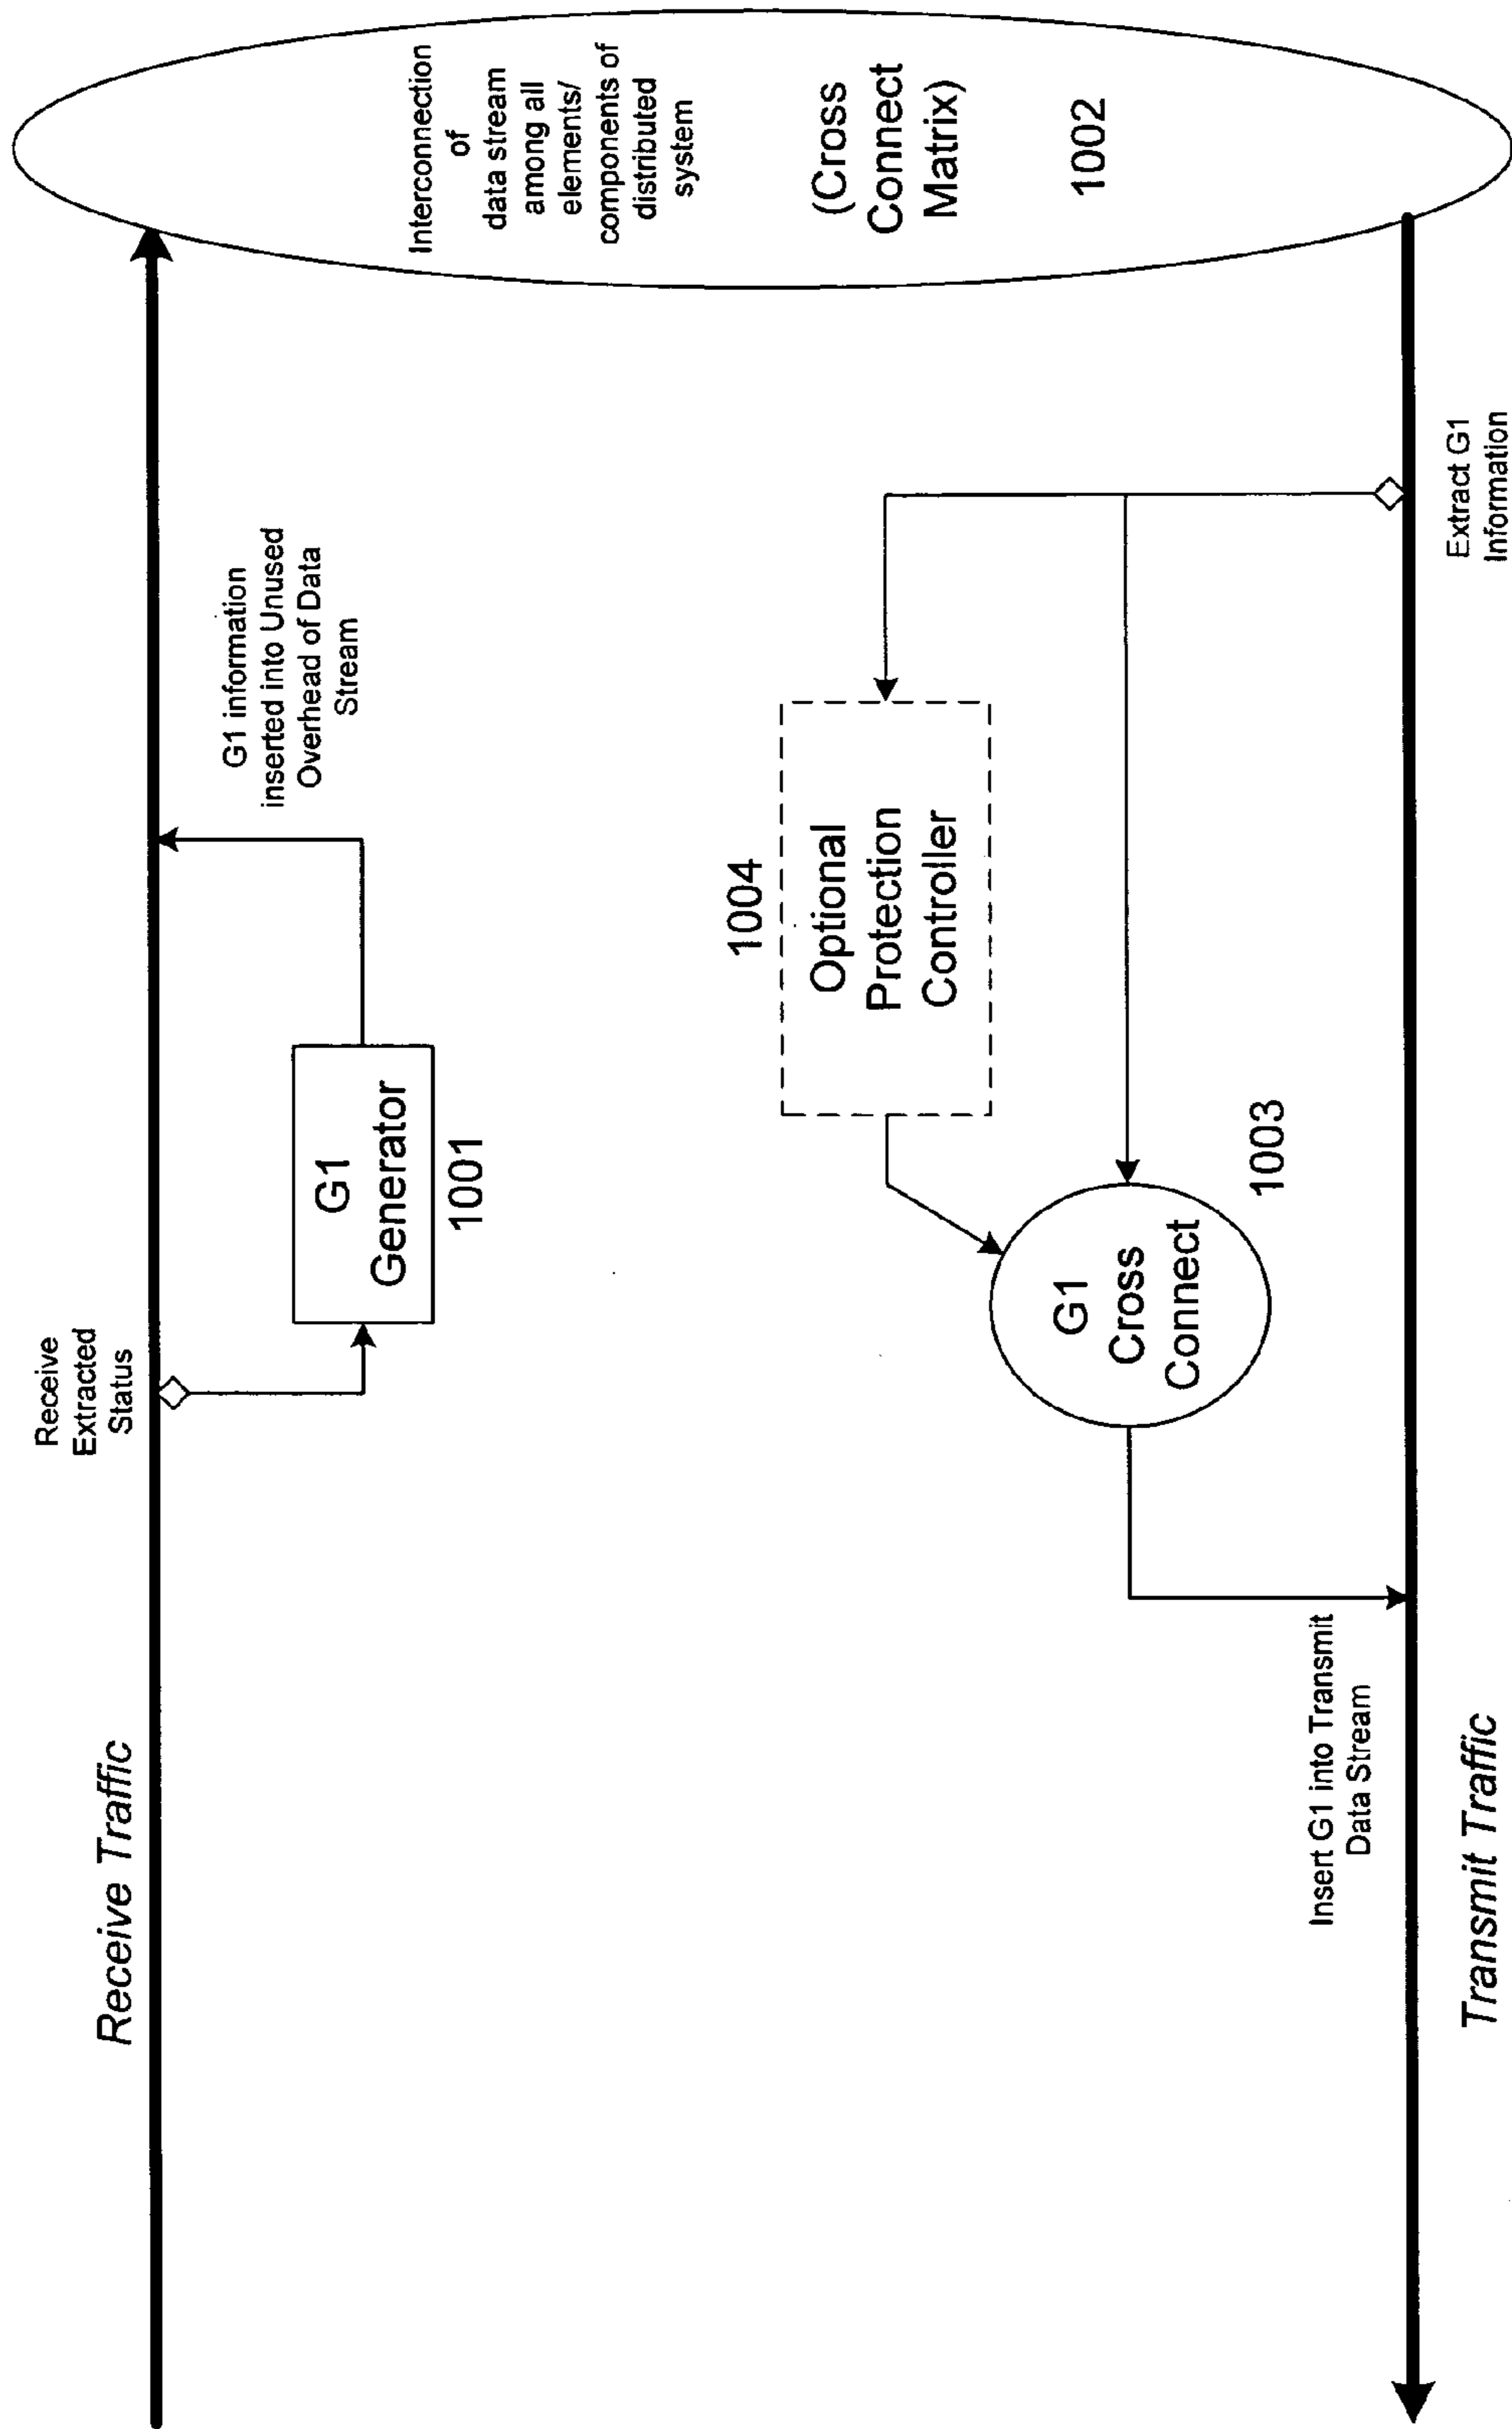 Receive Traffic
Receive
Extracted
Status
G1
Generator
1001
G1 information
inserted into Unused
Overhead of Data
Stream
Interconnection
of
data stream
among all
elements/
components of
distributed
system
(Cross
Connect
Matrix)
1002
1004
Optional
Protection
Controller
G1
Cross
Connect
1003
Insert G1 into Transmit
Data Stream
Extract G1
Information
Transmit Traffic